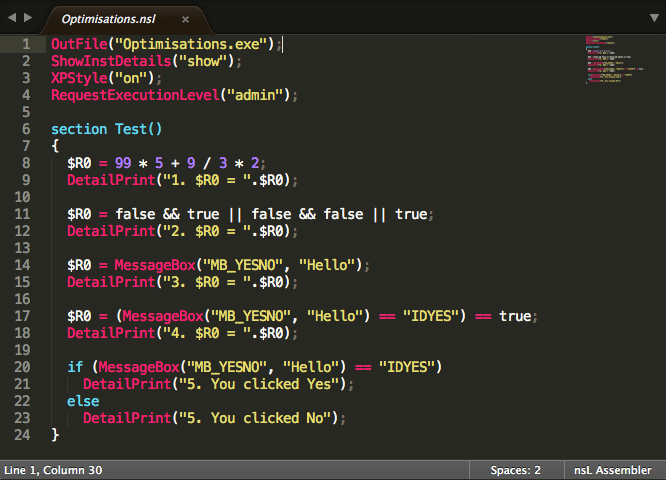 Optimisations.nsl
1 OutFile("Optimisations.exe");
2 ShowInstDetails("show");
3 XPStyle("on");
4 RequestExecutionLevel("admin");
5
6 section Test()
7 {
8   $R0 = 99 * 5 + 9 / 3 * 2;
9   DetailPrint("1. $R0 = ".$R0);
10
11   $R0 = false && true || false && false || true;
12   DetailPrint("2. $R0 = ".$R0);
13
14   $R0 = MessageBox("MB_YESNO", "Hello");
15   DetailPrint("3. $R0 = ".$R0);
16
17   $R0 = (MessageBox("MB_YESNO", "Hello") == "IDYES") == true;
18   DetailPrint("4. $R0 = ".$R0);
19
20   if (MessageBox("MB_YESNO", "Hello") == "IDYES")
21     DetailPrint("5. You clicked Yes");
22   else
23     DetailPrint("5. You clicked No");
24 }
Line 1, Column 30 Spaces: 2 nsL Assembler